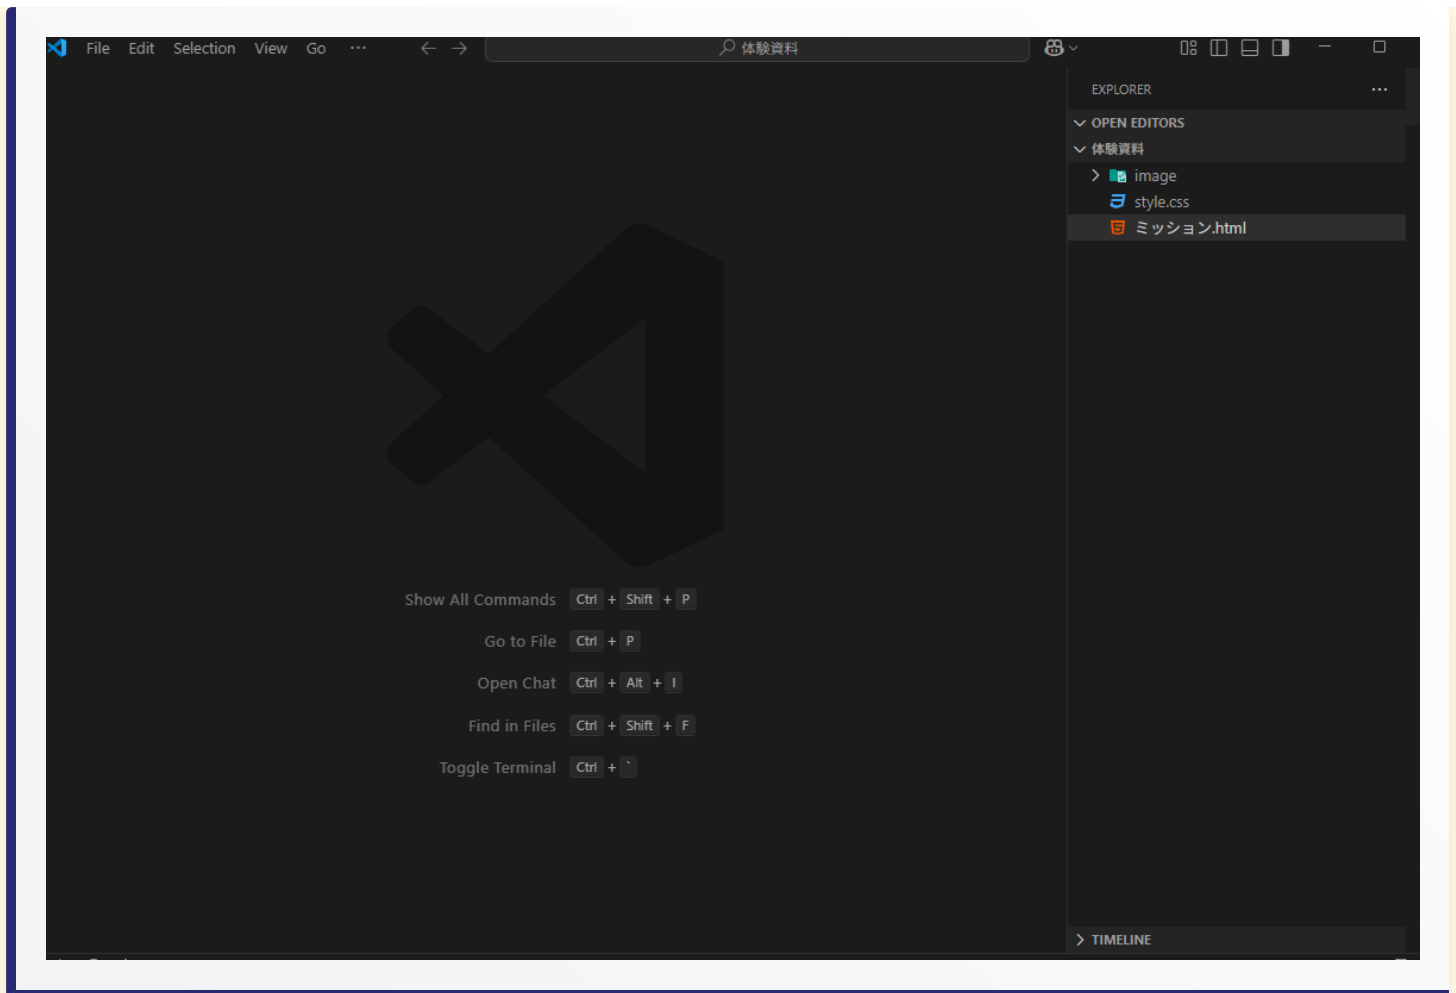 File Edit Selection View Go ··· ← → 体験資料
EXPLORER ···
OPEN EDITORS
体験資料
image
style.css
ミッション.html
Show All Commands Ctrl + Shift + P
Go to File Ctrl + P
Open Chat Ctrl + Alt + I
Find in Files Ctrl + Shift + F
Toggle Terminal Ctrl + `
TIMELINE